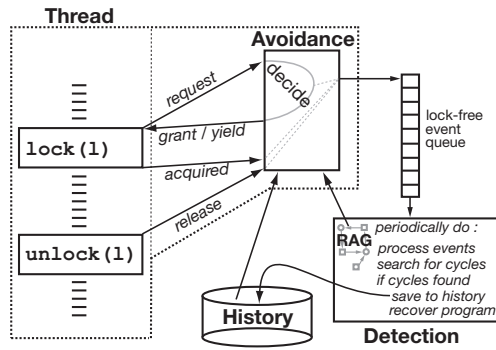 Thread
Avoidance
request
decide
grant / yield
lock(l)
acquired
release
unlock(l)
lock-free
event
queue
periodically do :
RAG
process events
search for cycles
if cycles found
save to history
recover program
History
Detection